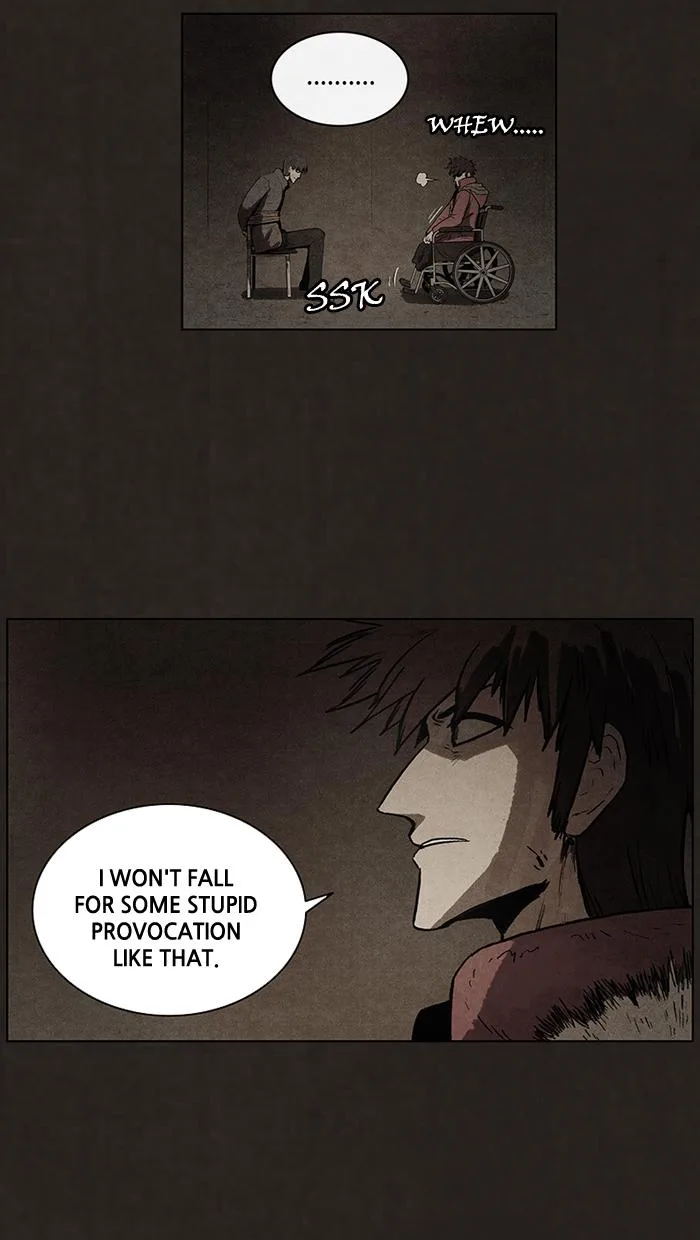 ..........
WHEW.....
SSK
I WON'T FALL
FOR SOME STUPID
PROVOCATION
LIKE THAT.